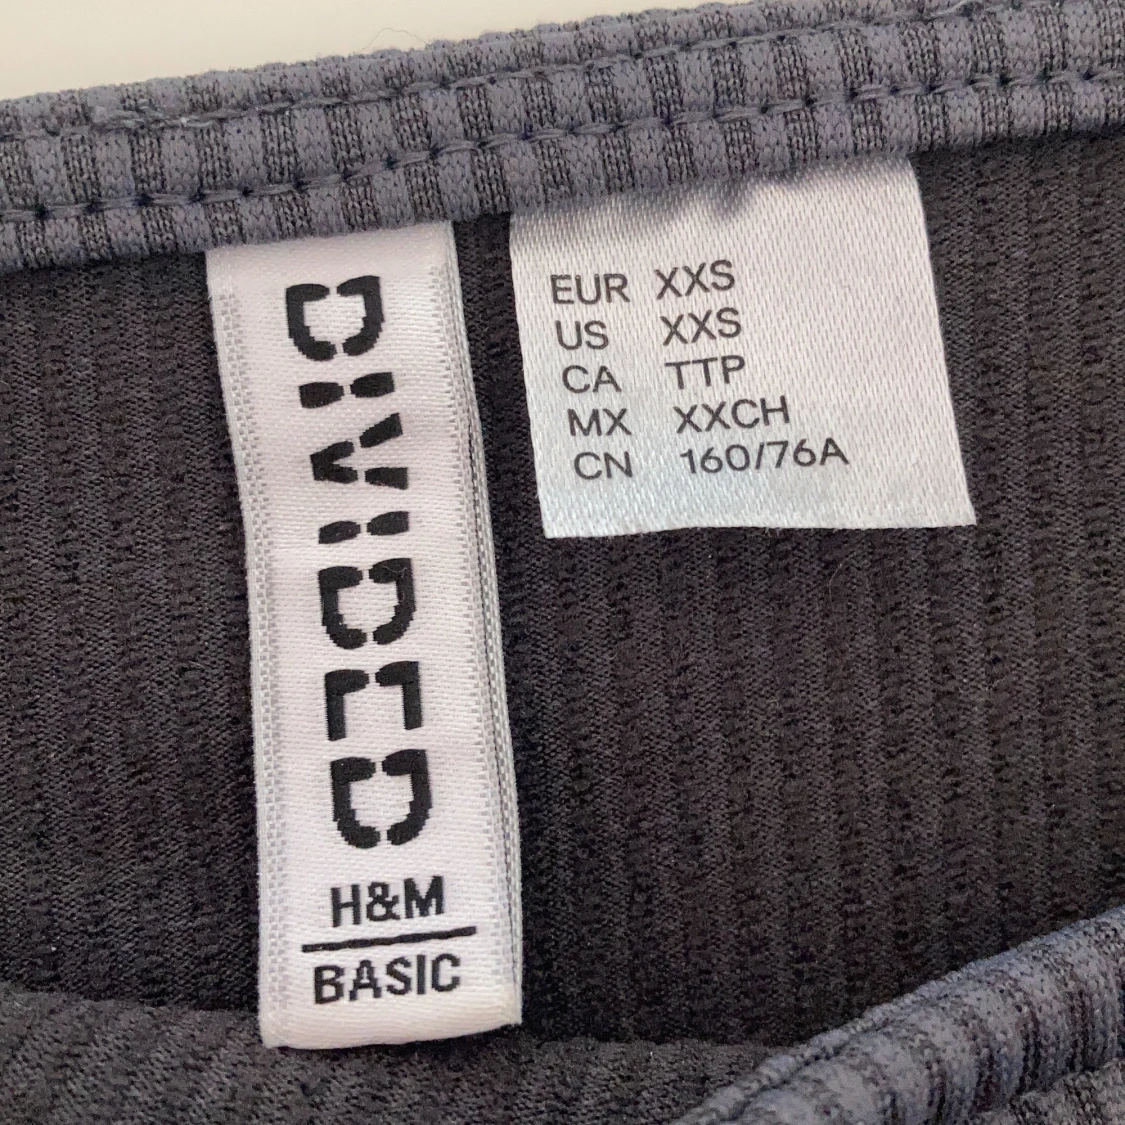 DIVIDED
H&M
BASIC
EUR XXS
US XXS
CA TTP
MX XXCH
CN 160/76A